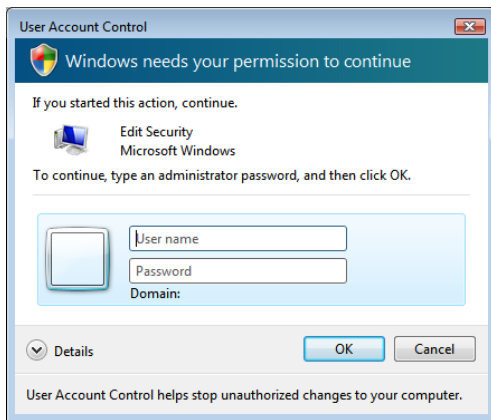 User Account Control
Windows needs your permission to continue
If you started this action, continue.
Edit Security
Microsoft Windows
To continue, type an administrator password, and then click OK.
User name
Password
Domain:
Details
OK
Cancel
User Account Control helps stop unauthorized changes to your computer.